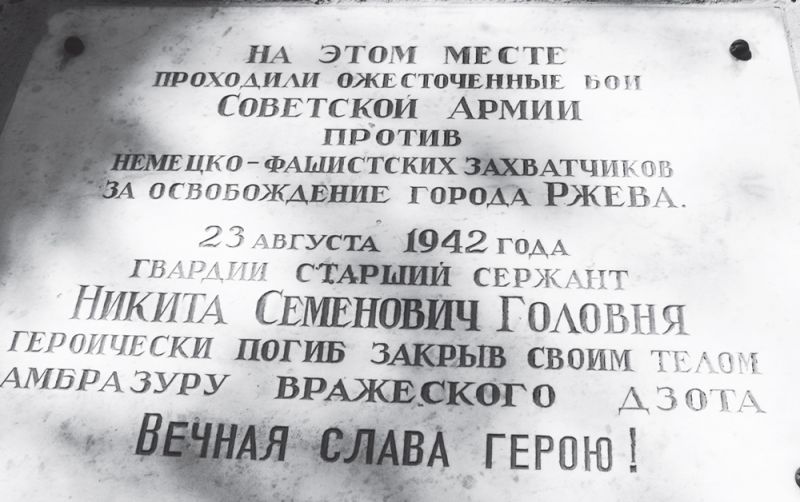 НА ЭТОМ МЕСТЕ
ПРОХОДИЛИ ОЖЕСТОЧЕННЫЕ БОИ
СОВЕТСКОЙ АРМИИ
ПРОТИВ
НЕМЕЦКО-ФАШИСТСКИХ ЗАХВАТЧИКОВ
ЗА ОСВОБОЖДЕНИЕ ГОРОДА РЖЕВА.
23 АВГУСТА 1942 ГОДА
ГВАРДИИ СТАРШИЙ СЕРЖАНТ
НИКИТА СЕМЕНОВИЧ ГОЛОВНЯ
ГЕРОИЧЕСКИ ПОГИБ ЗАКРЫВ СВОИМ ТЕЛОМ
АМБРАЗУРУ ВРАЖЕСКОГО ДЗОТА
ВЕЧНАЯ СЛАВА ГЕРОЮ!